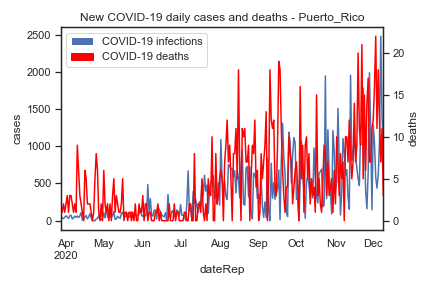 New COVID-19 daily cases and deaths - Puerto_Rico
COVID-19 infections
COVID-19 deaths
2500
2000
1500
1000
500
0
cases
20
15
10
5
0
deaths
Apr May Jun Jul Aug Sep Oct Nov Dec
2020
dateRep